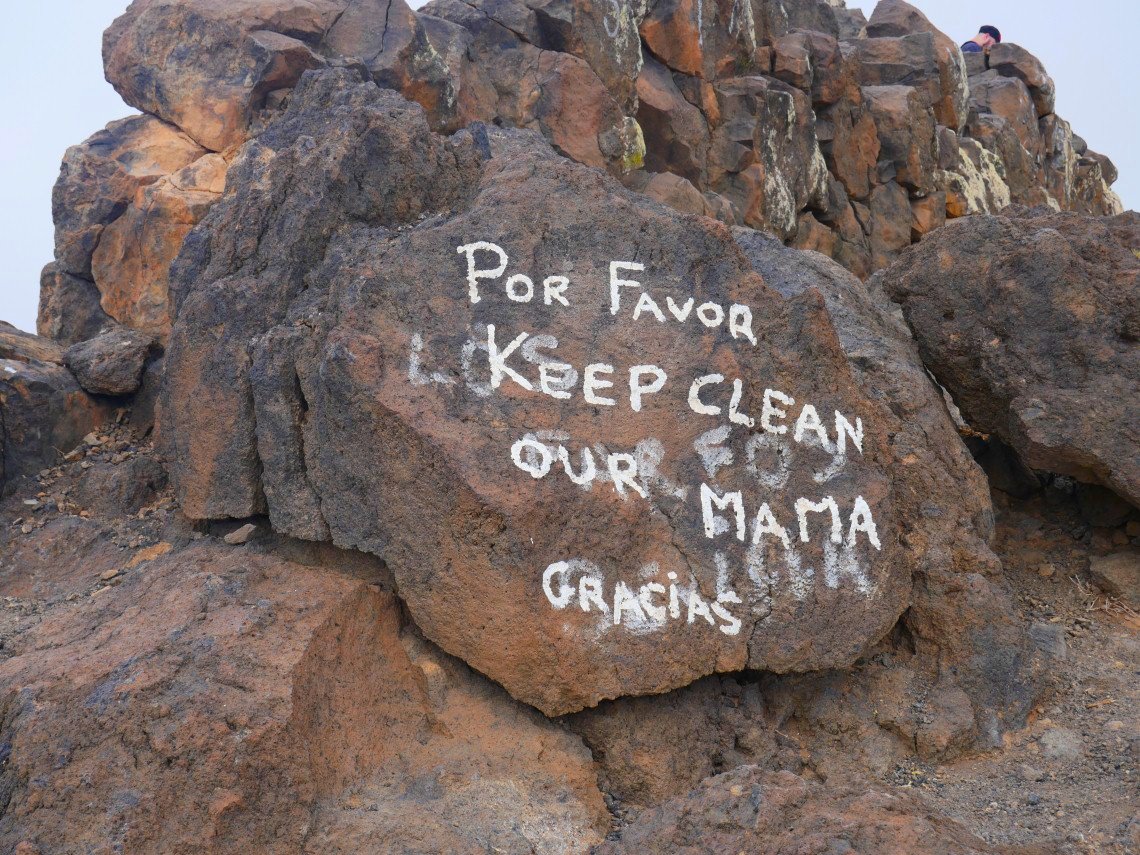 Por Favor
Keep clean
our Mama
Gracias